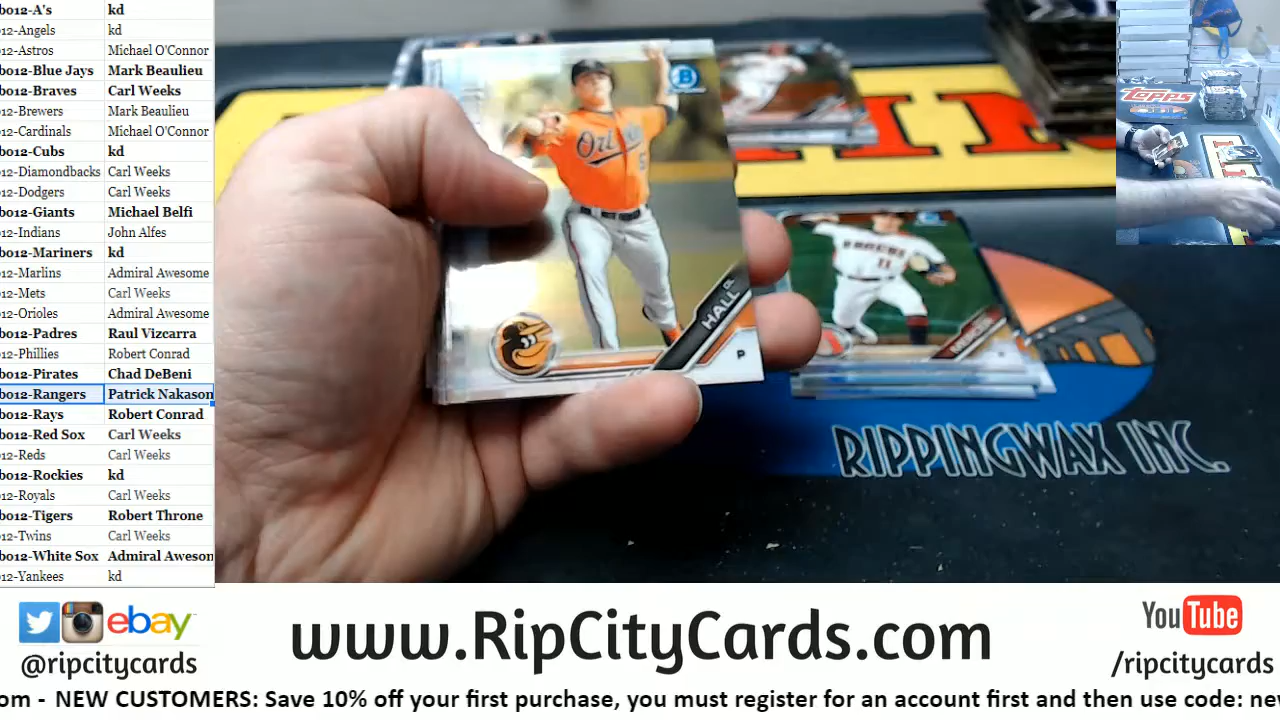 bo12-A's kd
12-Angels kd
12-Astros Michael O'Connor
bo12-Blue Jays Mark Beaulieu
bo12-Braves Carl Weeks
12-Brewers Mark Beaulieu
12-Cardinals Michael O'Connor
bo12-Cubs kd
12-Diamondbacks Carl Weeks
12-Dodgers Carl Weeks
bo12-Giants Michael Belfi
12-Indians John Alfes
bo12-Mariners kd
12-Marlins Admiral Awesome
12-Mets Carl Weeks
12-Orioles Admiral Awesome
bo12-Padres Raul Vizcarra
12-Phillies Robert Conrad
bo12-Pirates Chad DeBeni
bo12-Rangers Patrick Nakason
bo12-Rays Robert Conrad
bo12-Red Sox Carl Weeks
12-Reds Carl Weeks
bo12-Rockies kd
12-Royals Carl Weeks
bo12-Tigers Robert Throne
12-Twins Carl Weeks
bo12-White Sox Admiral Aweson
12-Yankees kd
B
5
DL
HALL
P
11
RIPPINGWAX INC.
Topps
ebay
@ripcitycards
www.RipCityCards.com
YouTube
/ripcitycards
om - NEW CUSTOMERS: Save 10% off your first purchase, you must register for an account first and then use code: nev